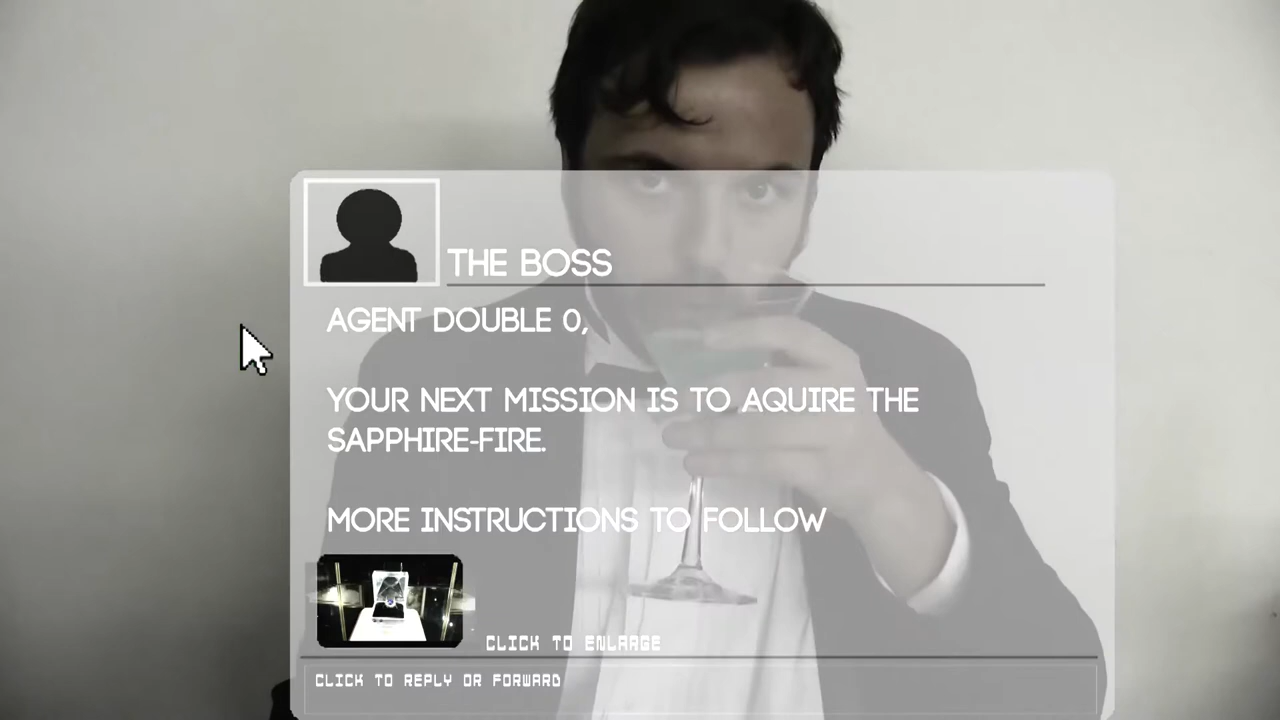 THE BOSS
AGENT DOUBLE 0,
YOUR NEXT MISSION IS TO AQUIRE THE
SAPPHIRE-FIRE.
MORE INSTRUCTIONS TO FOLLOW
CLICK TO ENLARGE
CLICK TO REPLY OR FORWARD